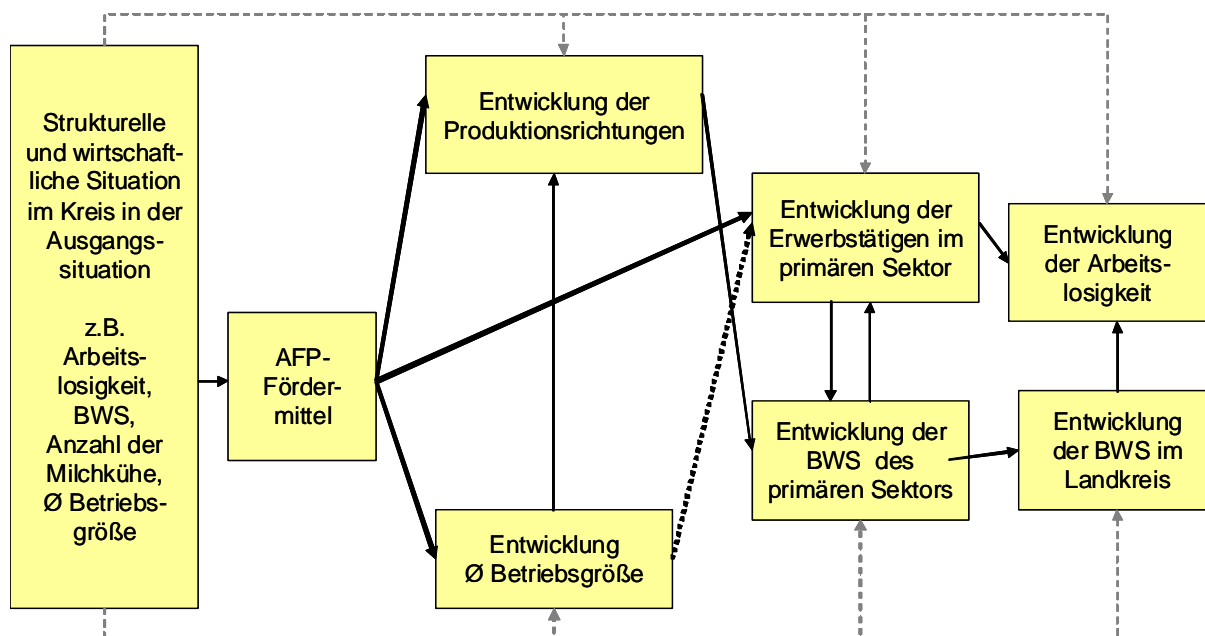 Strukturelle
und wirtschaft-
liche Situation
im Kreis in der
Ausgangs-
situation
z.B.
Arbeits-
losigkeit,
BWS,
Anzahl der
Milchkühe,
Ø Betriebs-
größe
AFP-
Förder-
mittel
Entwicklung der
Produktionsrichtungen
Entwicklung
Ø Betriebsgröße
Entwicklung der
Erwerbstätigen im
primären Sektor
Entwicklung der
BWS des
primären Sektors
Entwicklung
der Arbeits-
losigkeit
Entwicklung
der BWS im
Landkreis